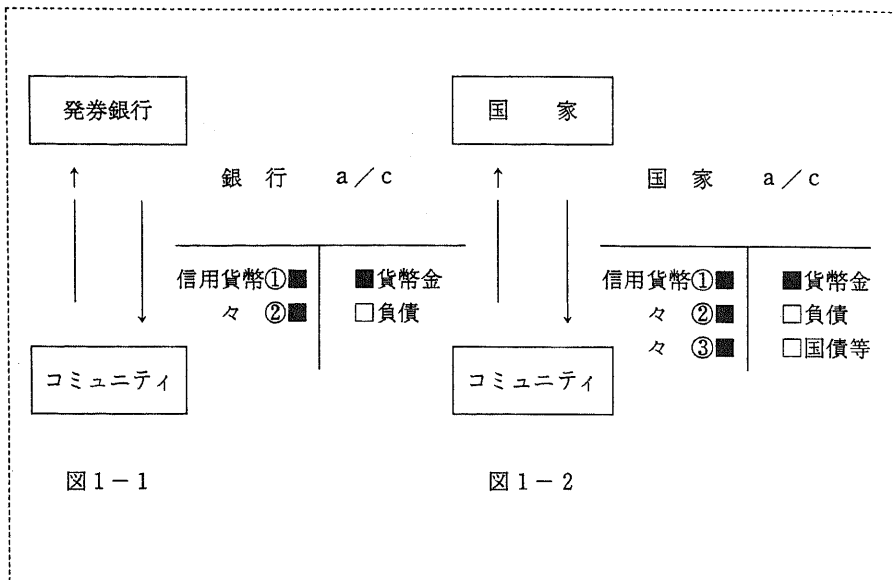 発券銀行
銀行 a/c
信用貨幣①■ ■貨幣金
々 ②■ □負債
コミュニティ
図1-1
国家
国家 a/c
信用貨幣①■ ■貨幣金
々 ②■ □負債
々 ③■ □国債等
コミュニティ
図1-2